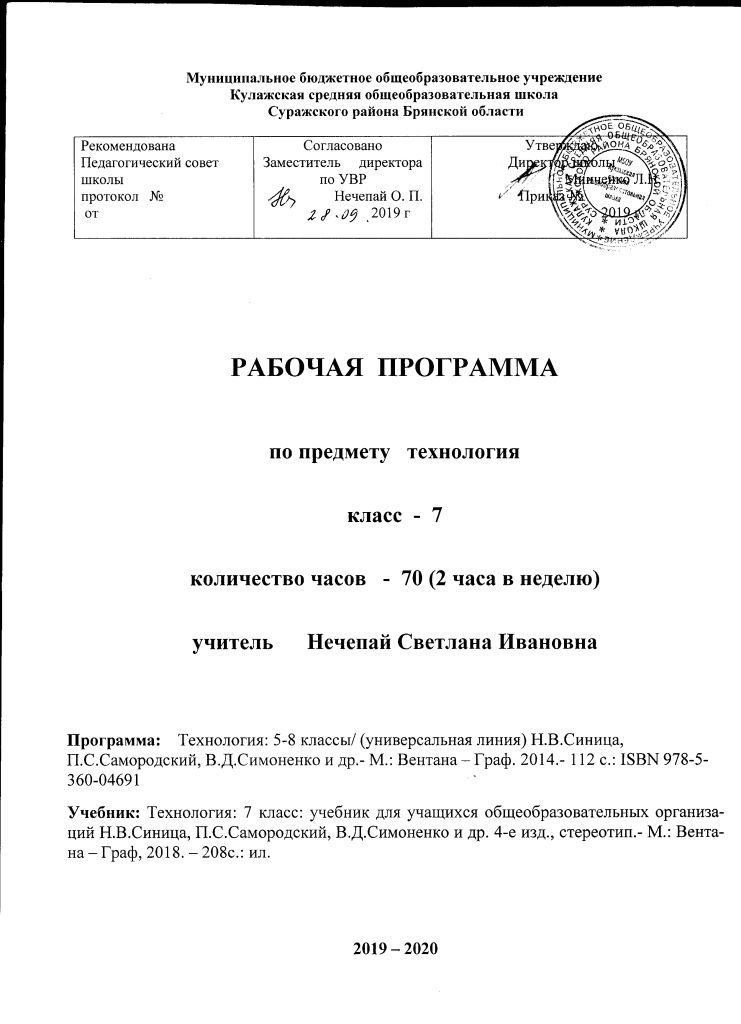 Муниципальное бюджетное общеобразовательное учреждение
Кулажская средняя общеобразовательная школа
Суражского района Брянской области
Рекомендована
Педагогический совет
школы
протокол №
от
Согласовано
Заместитель директора
по УВР
Нечепай О. П.
28.09.2019 г
Утверждаю
Директор школы
Минченко Л.Н.
Приказ №
2019 г
РАБОЧАЯ ПРОГРАММА
по предмету технология
класс - 7
количество часов - 70 (2 часа в неделю)
учитель Нечепай Светлана Ивановна
Программа: Технология: 5-8 классы/ (универсальная линия) Н.В.Синица,
П.С.Самородский, В.Д.Симоненко и др.- М.: Вентана – Граф. 2014.- 112 с.: ISBN 978-5-
360-04691
Учебник: Технология: 7 класс: учебник для учащихся общеобразовательных организа-
ций Н.В.Синица, П.С.Самородский, В.Д.Симоненко и др. 4-е изд., стереотип.- М.: Вента-
на – Граф, 2018. – 208с.: ил.
2019 – 2020